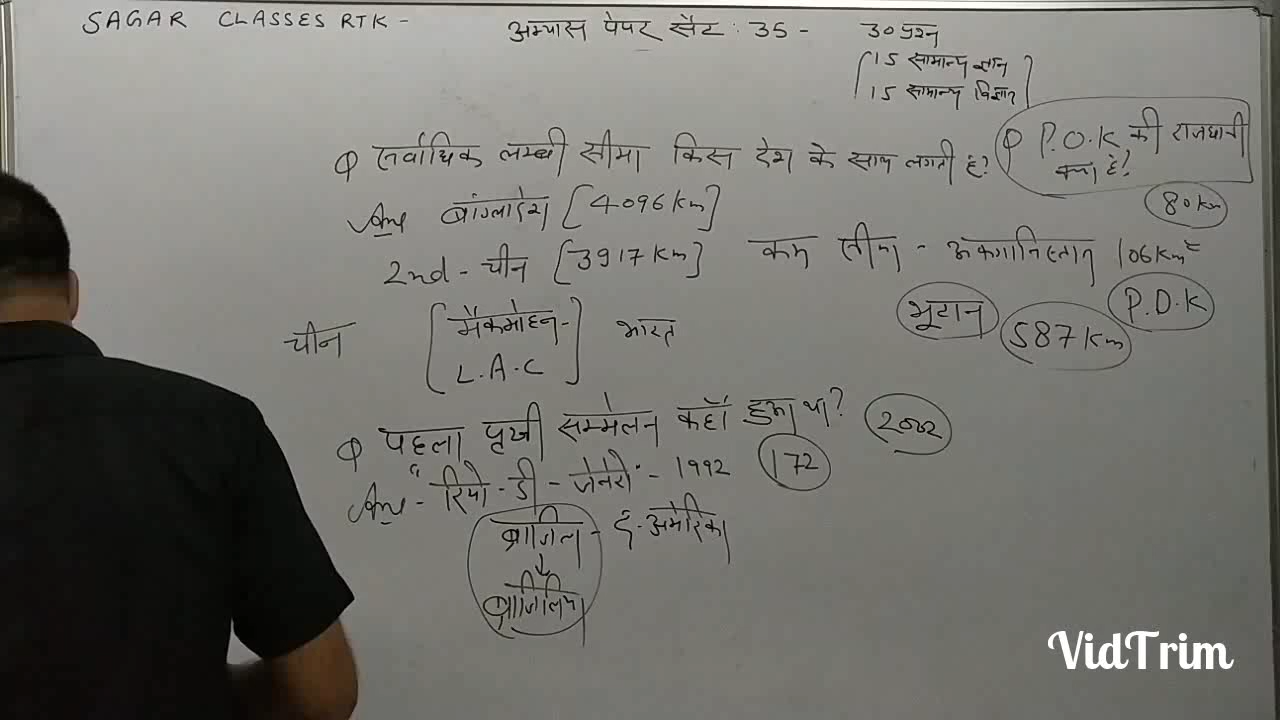 SAGAR CLASSES RTK -
अभ्यास पेपर सैट : 35 -
30 प्रश्न
15 सामान्य ज्ञान
15 सामान्य विज्ञान
Q सर्वाधिक लम्बी सीमा किस देश के साथ लगती है?
Q P.O.K की राजधानी
क्या है?
Ans बांग्लादेश [4096 Km]
80 km
2nd - चीन [3917 Km] कम सीमा - अफगानिस्तान 106 Km =
P.O.K
भूटान 587 Km
चीन [मैकमोहन - भारत
L.A.C]
Q पहला पृथ्वी सम्मेलन कहाँ हुआ था? 2002
Ans - "रियो - डी - जेनेरो" - 1992 172
ब्राजील - द. अमेरिका
↓
ब्राजीलिया
VidTrim